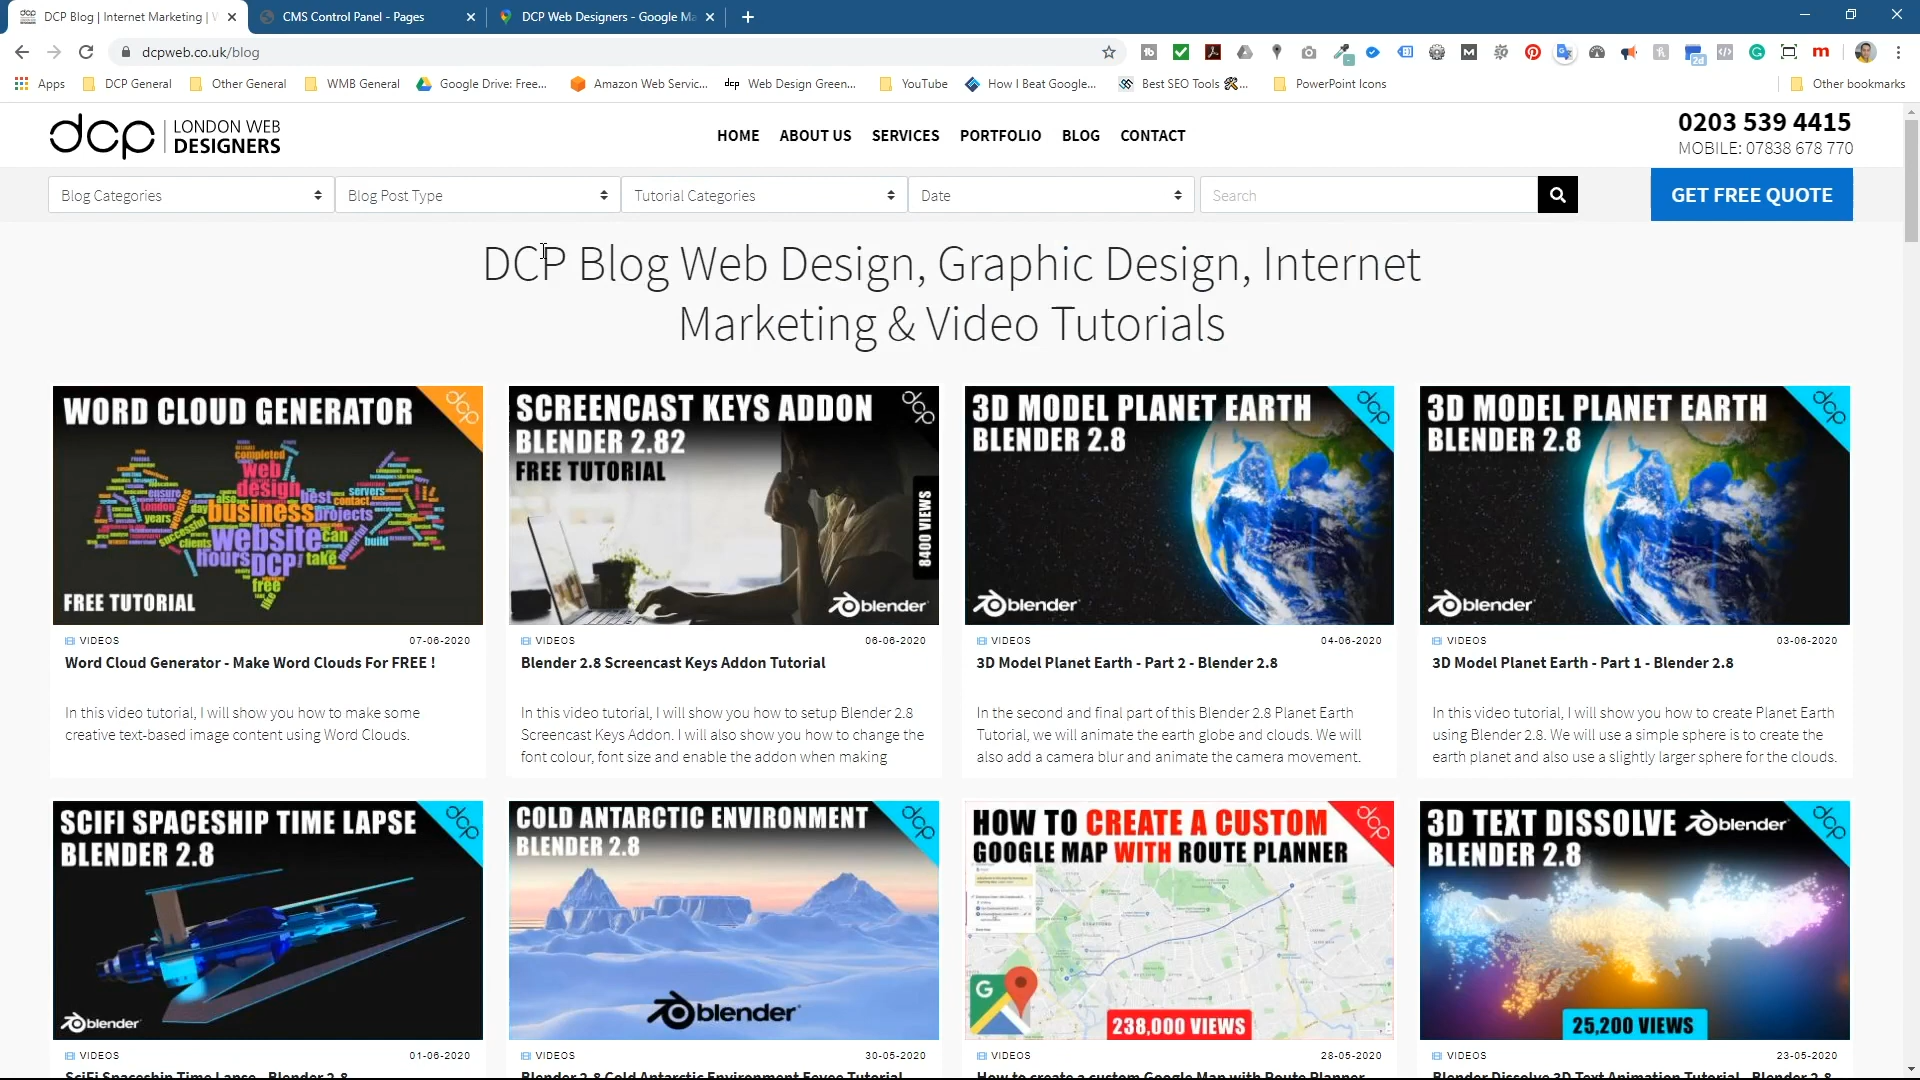 DCP Blog | Internet Marketing | W
CMS Control Panel - Pages
DCP Web Designers - Google Ma
dcpweb.co.uk/blog
Apps
DCP General
Other General
WMB General
Google Drive: Free...
Amazon Web Servic...
Web Design Green...
YouTube
How I Beat Google...
Best SEO Tools
PowerPoint Icons
Other bookmarks
dcp LONDON WEB
DESIGNERS
HOME ABOUT US SERVICES PORTFOLIO BLOG CONTACT
0203 539 4415
MOBILE: 07838 678 770
Blog Categories
Blog Post Type
Tutorial Categories
Date
Search
GET FREE QUOTE
DCP Blog Web Design, Graphic Design, Internet
Marketing & Video Tutorials
WORD CLOUD GENERATOR
dcp
completed
web
design
ensure
also
best
contact
servers
London
years
day
business
projects
successful
clients
website
can
build
powerful
hours
DCP
take
free
like
FREE TUTORIAL
VIDEOS 07-06-2020
Word Cloud Generator - Make Word Clouds For FREE !
In this video tutorial, I will show you how to make some
creative text-based image content using Word Clouds.
SCREENCAST KEYS ADDON
BLENDER 2.82
FREE TUTORIAL
dcp
8400 VIEWS
blender
VIDEOS 06-06-2020
Blender 2.8 Screencast Keys Addon Tutorial
In this video tutorial, I will show you how to setup Blender 2.8
Screencast Keys Addon. I will also show you how to change the
font colour, font size and enable the addon when making
3D MODEL PLANET EARTH
BLENDER 2.8
dcp
blender
VIDEOS 04-06-2020
3D Model Planet Earth - Part 2 - Blender 2.8
In the second and final part of this Blender 2.8 Planet Earth
Tutorial, we will animate the earth globe and clouds. We will
also add a camera blur and animate the camera movement.
3D MODEL PLANET EARTH
BLENDER 2.8
dcp
blender
VIDEOS 03-06-2020
3D Model Planet Earth - Part 1 - Blender 2.8
In this video tutorial, I will show you how to create Planet Earth
using Blender 2.8. We will use a simple sphere is to create the
earth planet and also use a slightly larger sphere for the clouds.
SCIFI SPACESHIP TIME LAPSE
BLENDER 2.8
dcp
blender
VIDEOS 01-06-2020
SciFi Spaceship Time Lapse - Blender 2.8
COLD ANTARCTIC ENVIRONMENT
BLENDER 2.8
dcp
blender
VIDEOS 30-05-2020
Blender 2.8 Cold Antarctic Environment Eevee Tutorial
HOW TO CREATE A CUSTOM
GOOGLE MAP WITH ROUTE PLANNER
dcp
G
238,000 VIEWS
VIDEOS 28-05-2020
How to create a custom Google Map with Route Planner
3D TEXT DISSOLVE blender
BLENDER 2.8
dcp
25,200 VIEWS
VIDEOS 23-05-2020
Blender Dissolve 3D Text Animation Tutorial - Blender 2.8